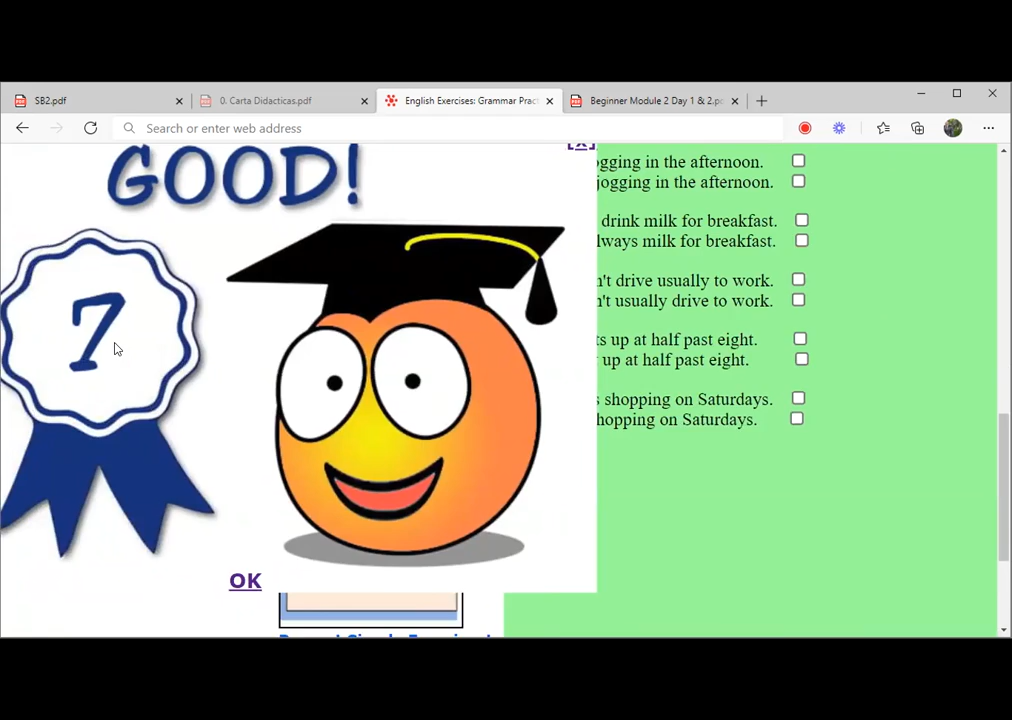 SB2.pdf
0. Carta Didacticas.pdf
English Exercises: Grammar Pract
Beginner Module 2 Day 1 & 2.pc
Search or enter web address
[x]
GOOD!
7
OK
jogging in the afternoon.
jogging in the afternoon.
drink milk for breakfast.
lways milk for breakfast.
n't drive usually to work.
n't usually drive to work.
ts up at half past eight.
up at half past eight.
s shopping on Saturdays.
hopping on Saturdays.